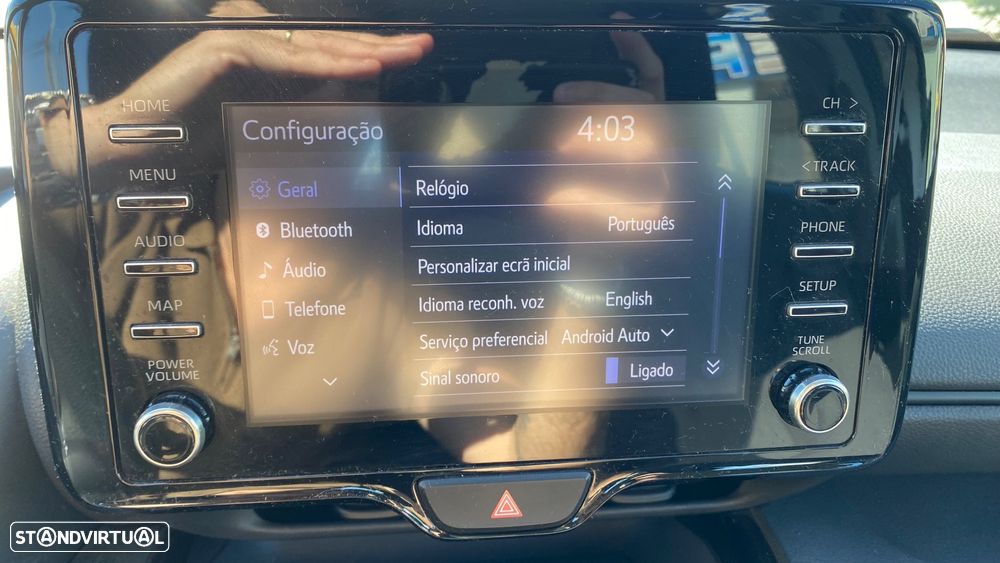 HOME
MENU
AUDIO
MAP
POWER
VOLUME
Configuração 4:03
Geral
Bluetooth
Áudio
Telefone
Voz
Relógio
Idioma Português
Personalizar ecrã inicial
Idioma reconh. voz English
Serviço preferencial Android Auto
Sinal sonoro Ligado
CH >
< TRACK
PHONE
SETUP
TUNE
SCROLL
STANDVIRTUAL